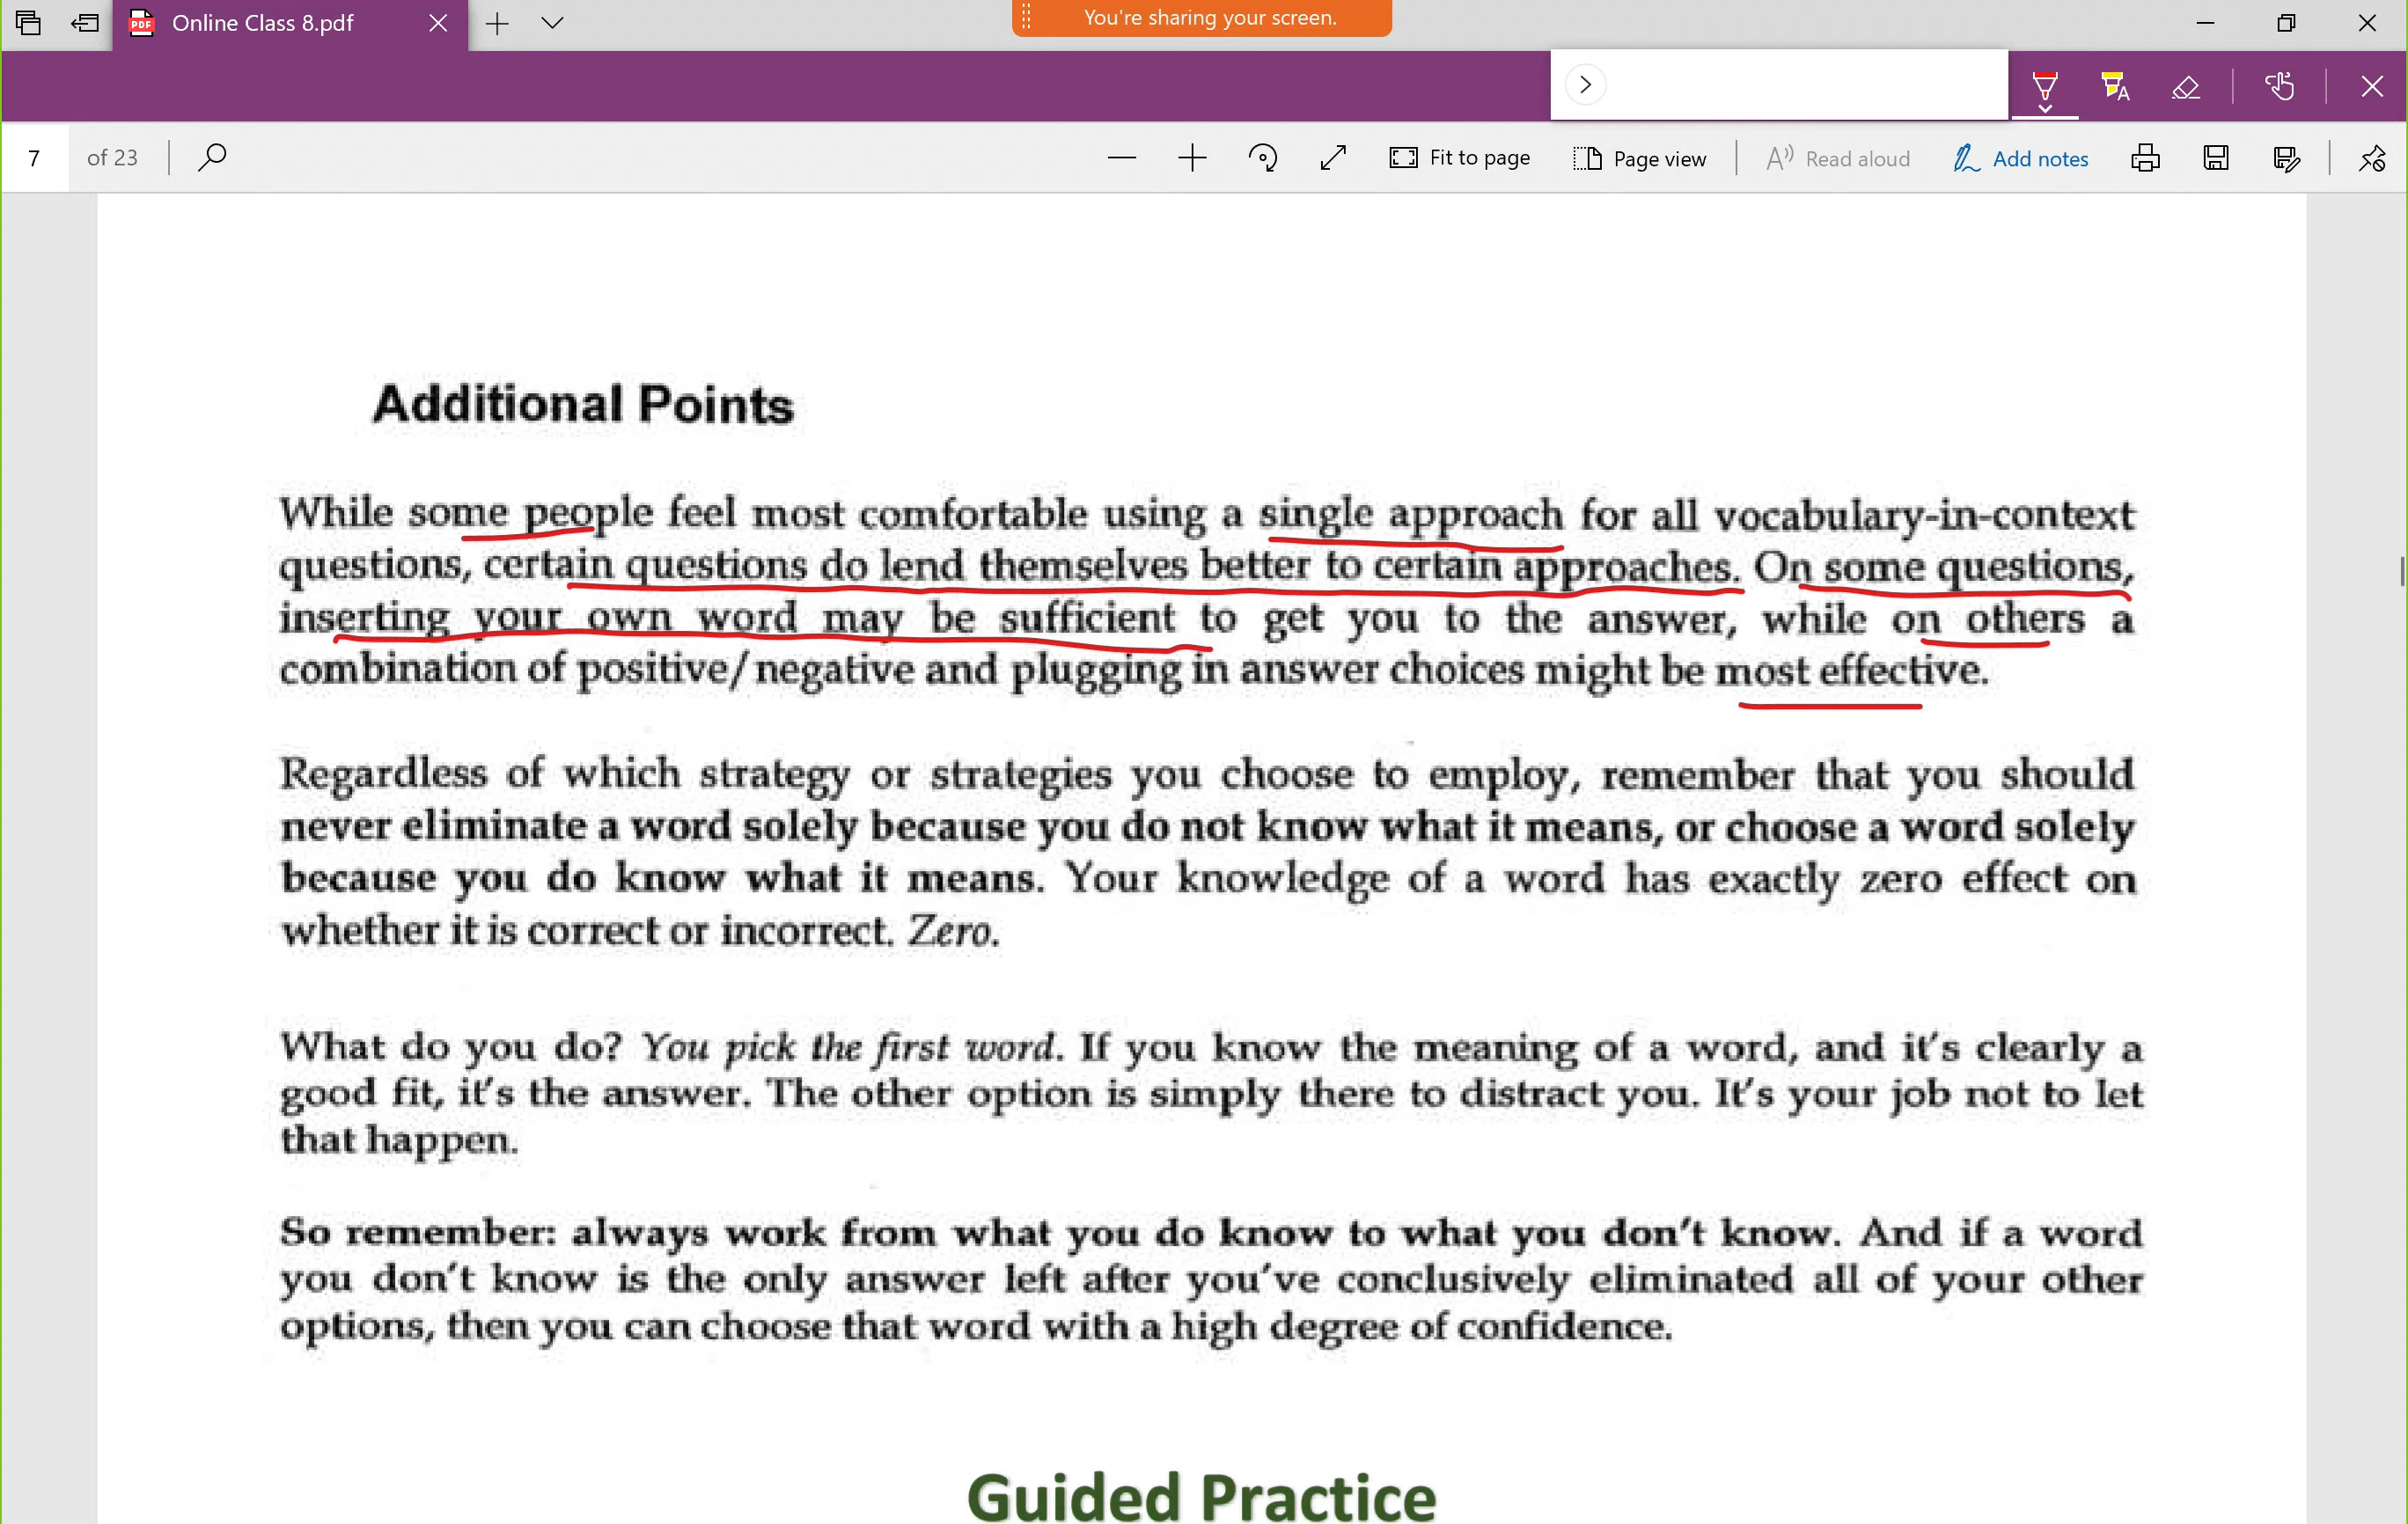 Online Class 8.pdf
You're sharing your screen.
7 of 23
Fit to page
Page view
Read aloud
Add notes
Additional Points
While some people feel most comfortable using a single approach for all vocabulary-in-context
questions, certain questions do lend themselves better to certain approaches. On some questions,
inserting your own word may be sufficient to get you to the answer, while on others a
combination of positive/negative and plugging in answer choices might be most effective.
Regardless of which strategy or strategies you choose to employ, remember that you should
never eliminate a word solely because you do not know what it means, or choose a word solely
because you do know what it means. Your knowledge of a word has exactly zero effect on
whether it is correct or incorrect. Zero.
What do you do? You pick the first word. If you know the meaning of a word, and it's clearly a
good fit, it's the answer. The other option is simply there to distract you. It's your job not to let
that happen.
So remember: always work from what you do know to what you don't know. And if a word
you don't know is the only answer left after you've conclusively eliminated all of your other
options, then you can choose that word with a high degree of confidence.
Guided Practice